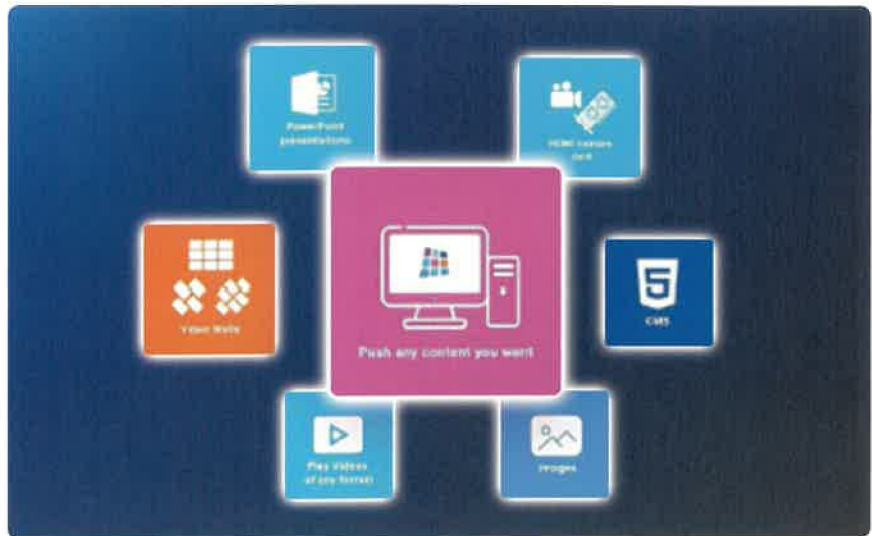 PowerPoint
presentations
HDMI capture
card
Video Walls
Push any content you want
5
CMS
Play Videos
of any format
Images